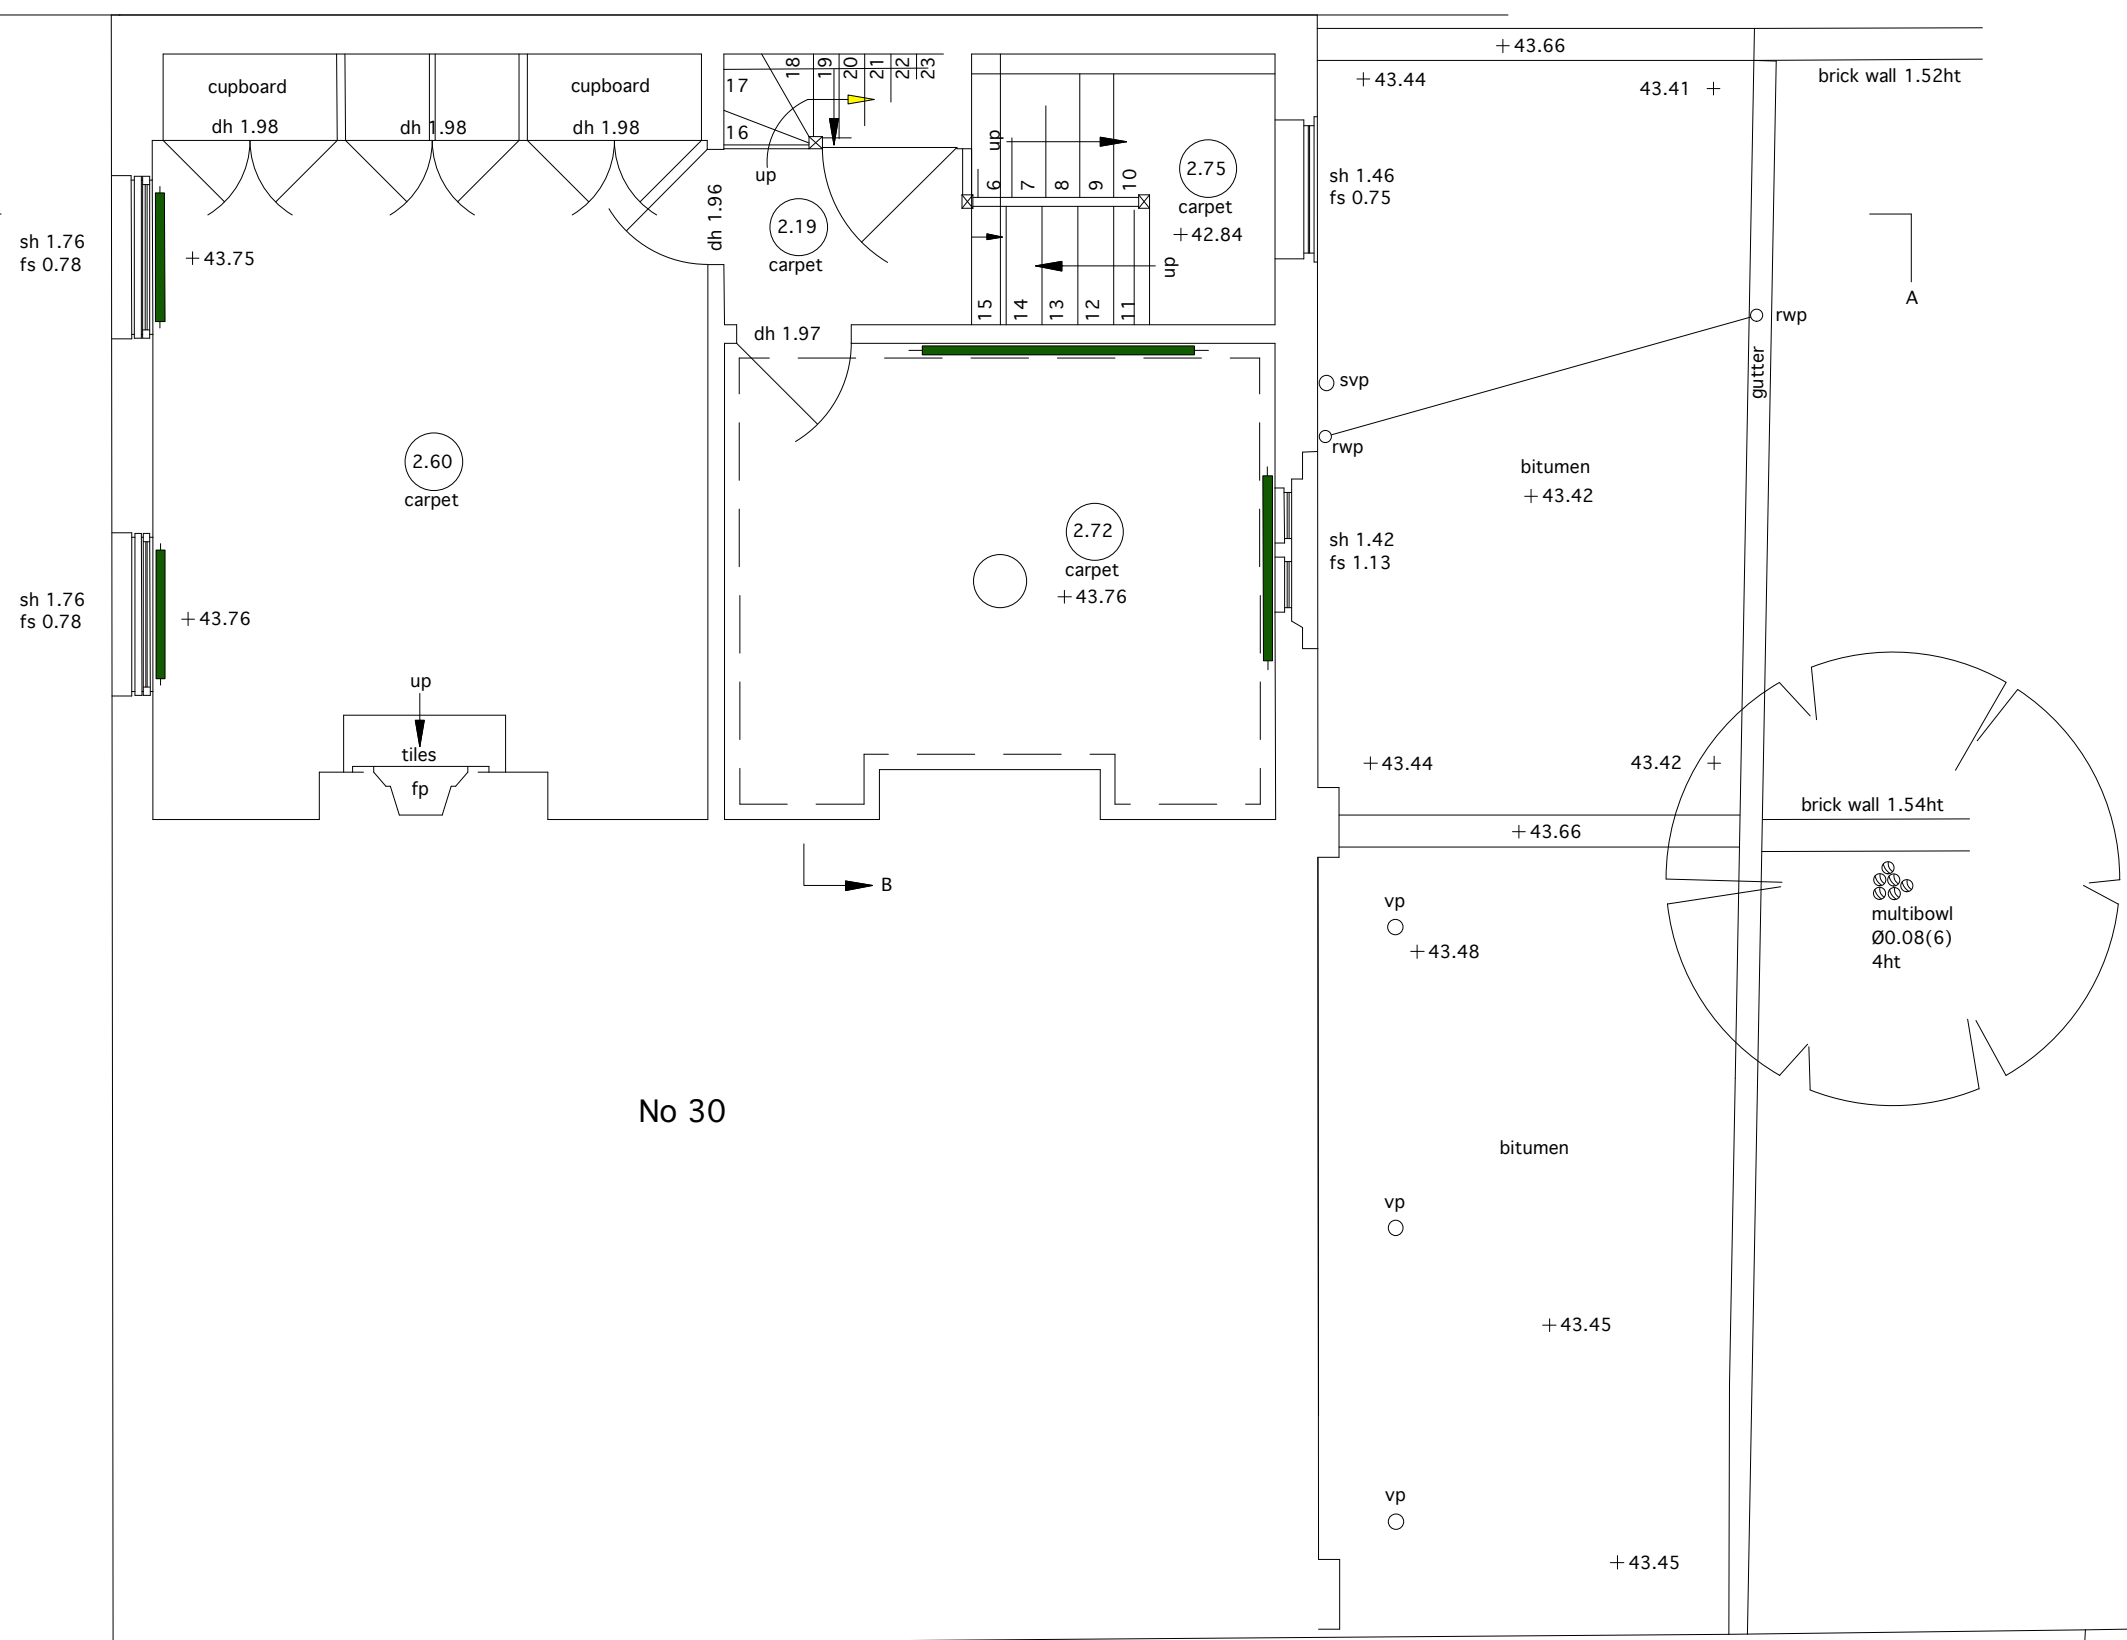 +43.66
cupboard
cupboard
17
18
19
20
21
22
23
+43.44
43.41 +
brick wall 1.52ht
dh 1.98
dh 1.98
dh 1.98
16
up
up
6
7
8
9
10
2.75
carpet
+42.84
sh 1.46
fs 0.75
dh 1.96
2.19
carpet
sh 1.76
fs 0.78
+43.75
up
15
14
13
12
11
A
rwp
dh 1.97
svp
gutter
rwp
2.60
carpet
bitumen
+43.42
2.72
carpet
+43.76
sh 1.42
fs 1.13
sh 1.76
fs 0.78
+43.76
up
tiles
fp
+43.44
43.42 +
brick wall 1.54ht
+43.66
B
vp
+43.48
multibowl
Ø0.08(6)
4ht
No 30
bitumen
vp
+43.45
vp
+43.45